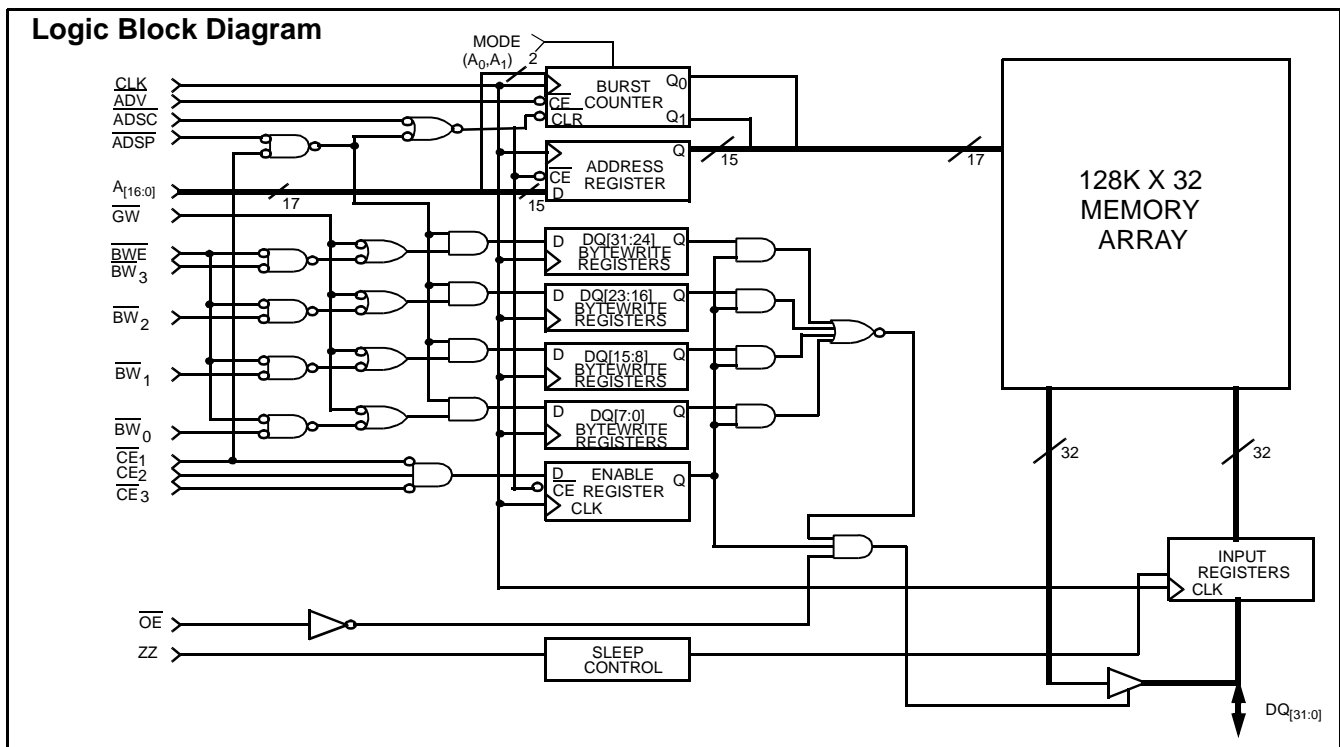 Logic Block Diagram
MODE
(A0,A1)
2
CLK
ADV
ADSC
ADSP
A[16:0]
GW
BWE
BW3
BW2
BW1
BW0
CE1
CE2
CE3
OE
ZZ
17
15
BURST
COUNTER
CE
CLR
Q0
Q1
ADDRESS
REGISTER
CE
D
Q
15
17
D
DQ[31:24]
BYTEWRITE
REGISTERS
Q
D
DQ[23:16]
BYTEWRITE
REGISTERS
Q
D
DQ[15:8]
BYTEWRITE
REGISTERS
Q
D
DQ[7:0]
BYTEWRITE
REGISTERS
Q
D
ENABLE
REGISTER
CE
CLK
Q
SLEEP
CONTROL
128K X 32
MEMORY
ARRAY
32
32
INPUT
REGISTERS
CLK
DQ[31:0]